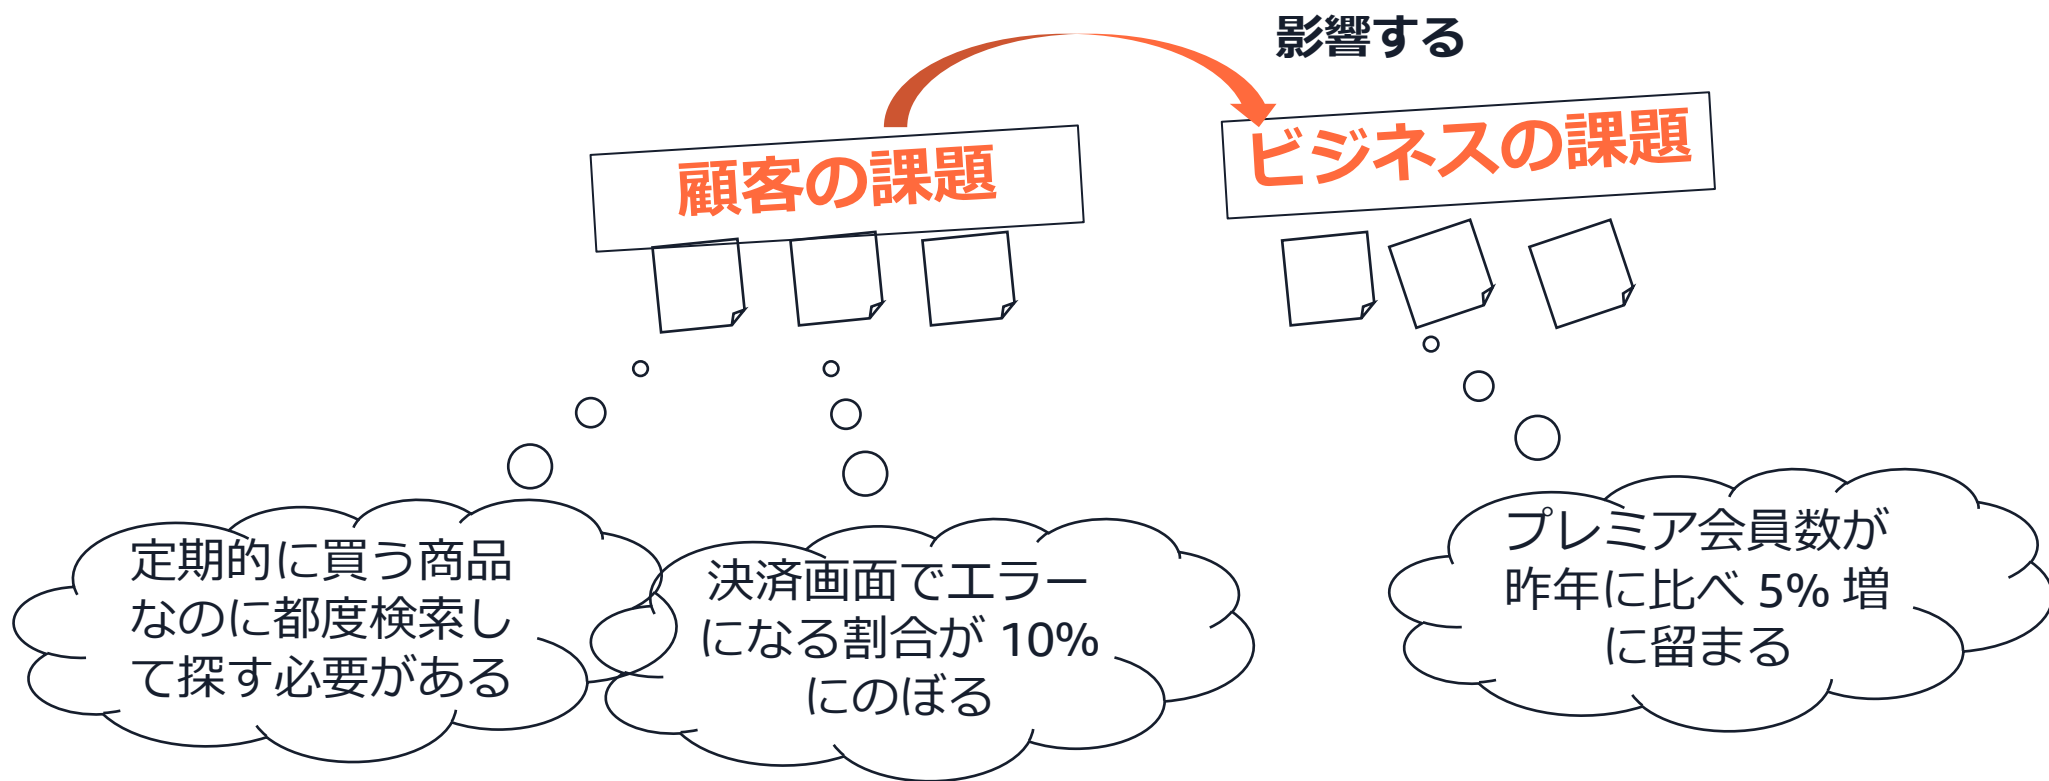 影響する
顧客の課題
ビジネスの課題
定期的に買う商品
なのに都度検索し
て探す必要がある
決済画面でエラー
になる割合が 10%
にのぼる
プレミア会員数が
昨年に比べ 5% 増
に留まる